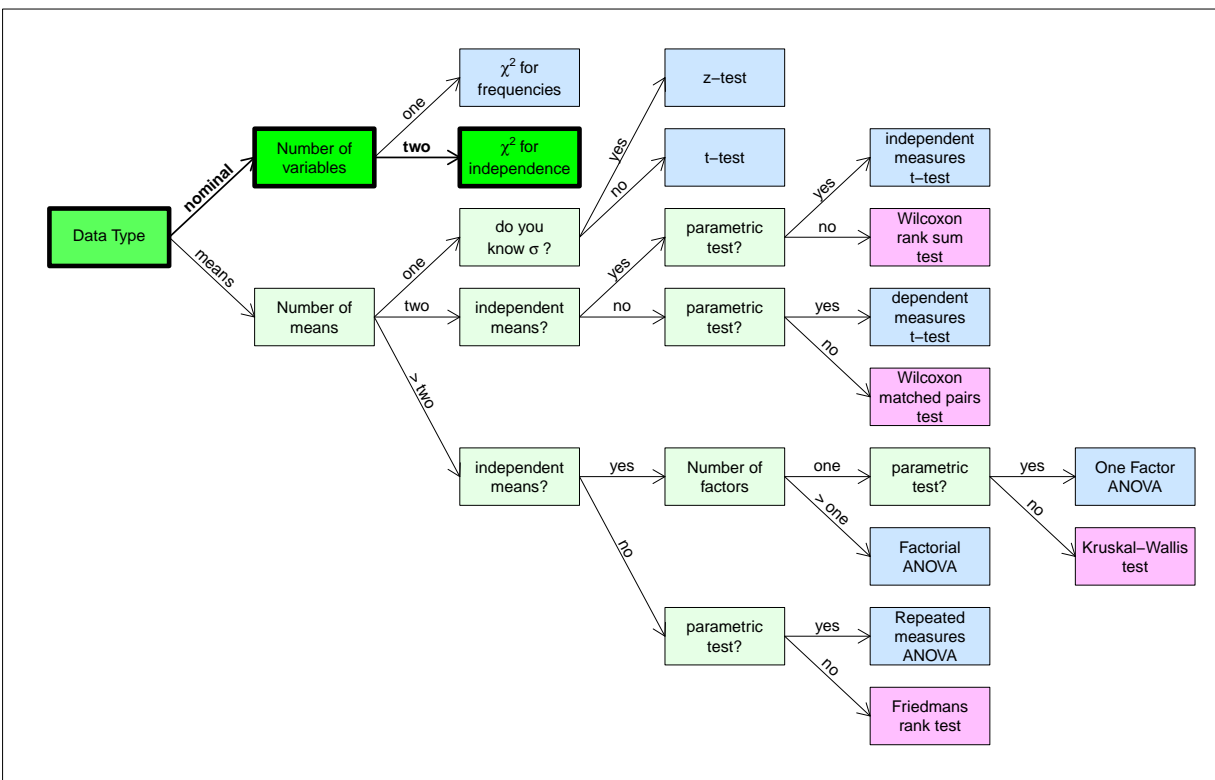 χ² for
frequencies
z−test
one
Number of
variables
two
χ² for
independence
yes
t−test
independent
measures
t−test
nominal
no
yes
Data Type
do you
know σ ?
parametric
test?
no
Wilcoxon
rank sum
test
means
one
yes
Number of
means
two
independent
means?
no
parametric
test?
yes
dependent
measures
t−test
no
> two
Wilcoxon
matched pairs
test
independent
means?
yes
Number of
factors
one
parametric
test?
yes
One Factor
ANOVA
> one
no
no
Factorial
ANOVA
Kruskal−Wallis
test
parametric
test?
yes
Repeated
measures
ANOVA
no
Friedmans
rank test